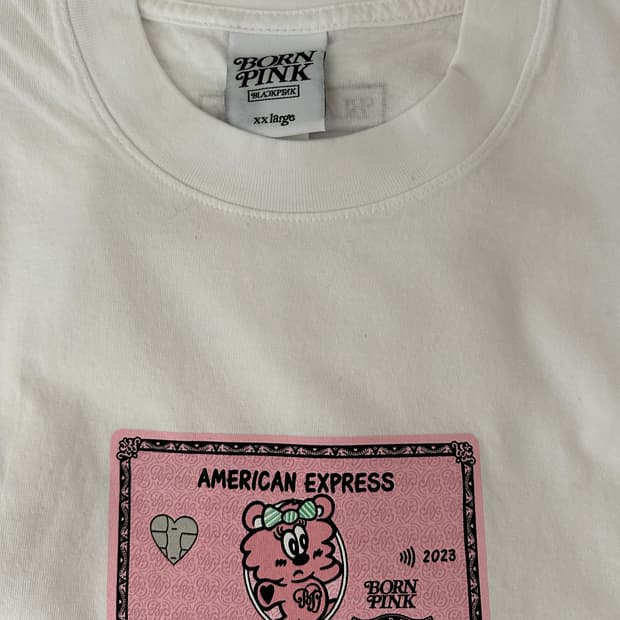 BORN
PINK
BLACKPINK
xx large
AMERICAN EXPRESS
2023
BORN
PINK